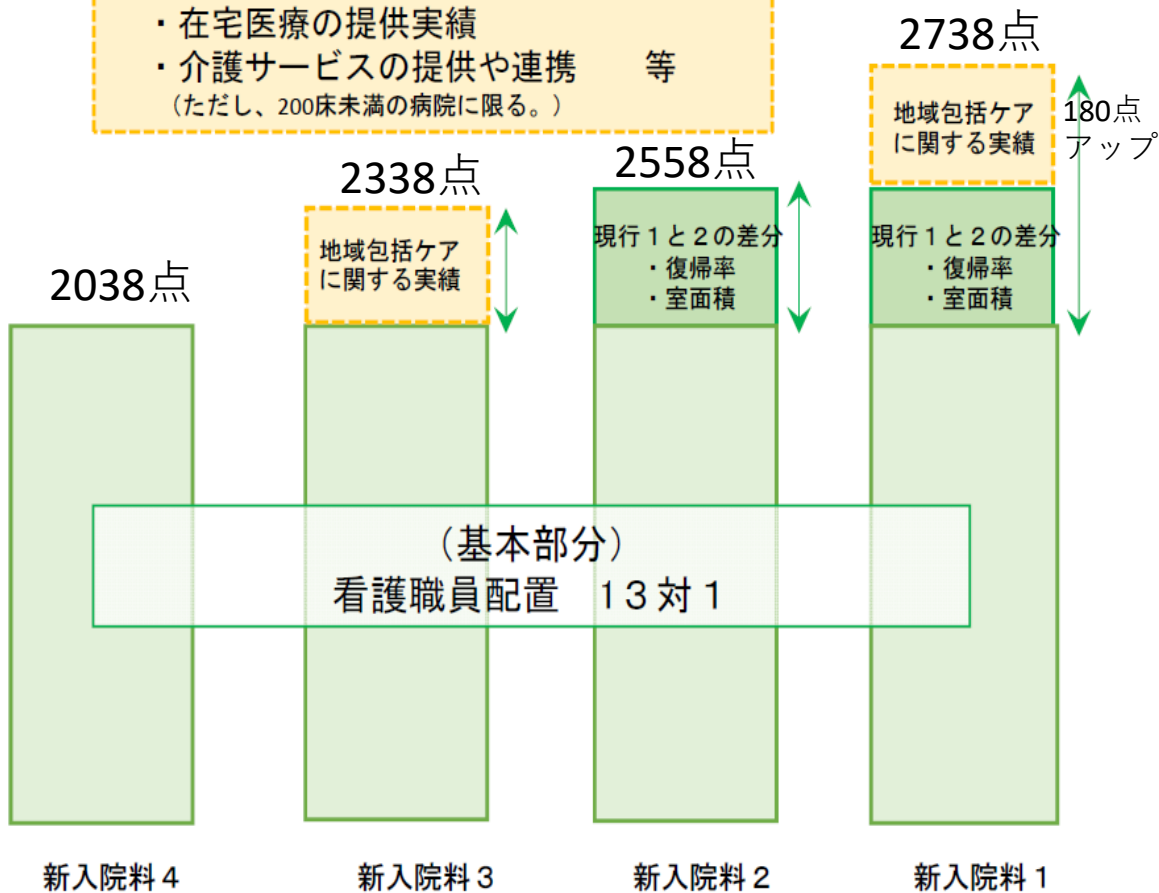 ・在宅医療の提供実績
・介護サービスの提供や連携　等
（ただし、200床未満の病院に限る。）
2738点
地域包括ケア
に関する実績
180点
アップ
2558点
現行１と２の差分
・復帰率
・室面積
現行１と２の差分
・復帰率
・室面積
2338点
地域包括ケア
に関する実績
2038点
（基本部分）
看護職員配置　１３対１
新入院料４
新入院料３
新入院料２
新入院料１